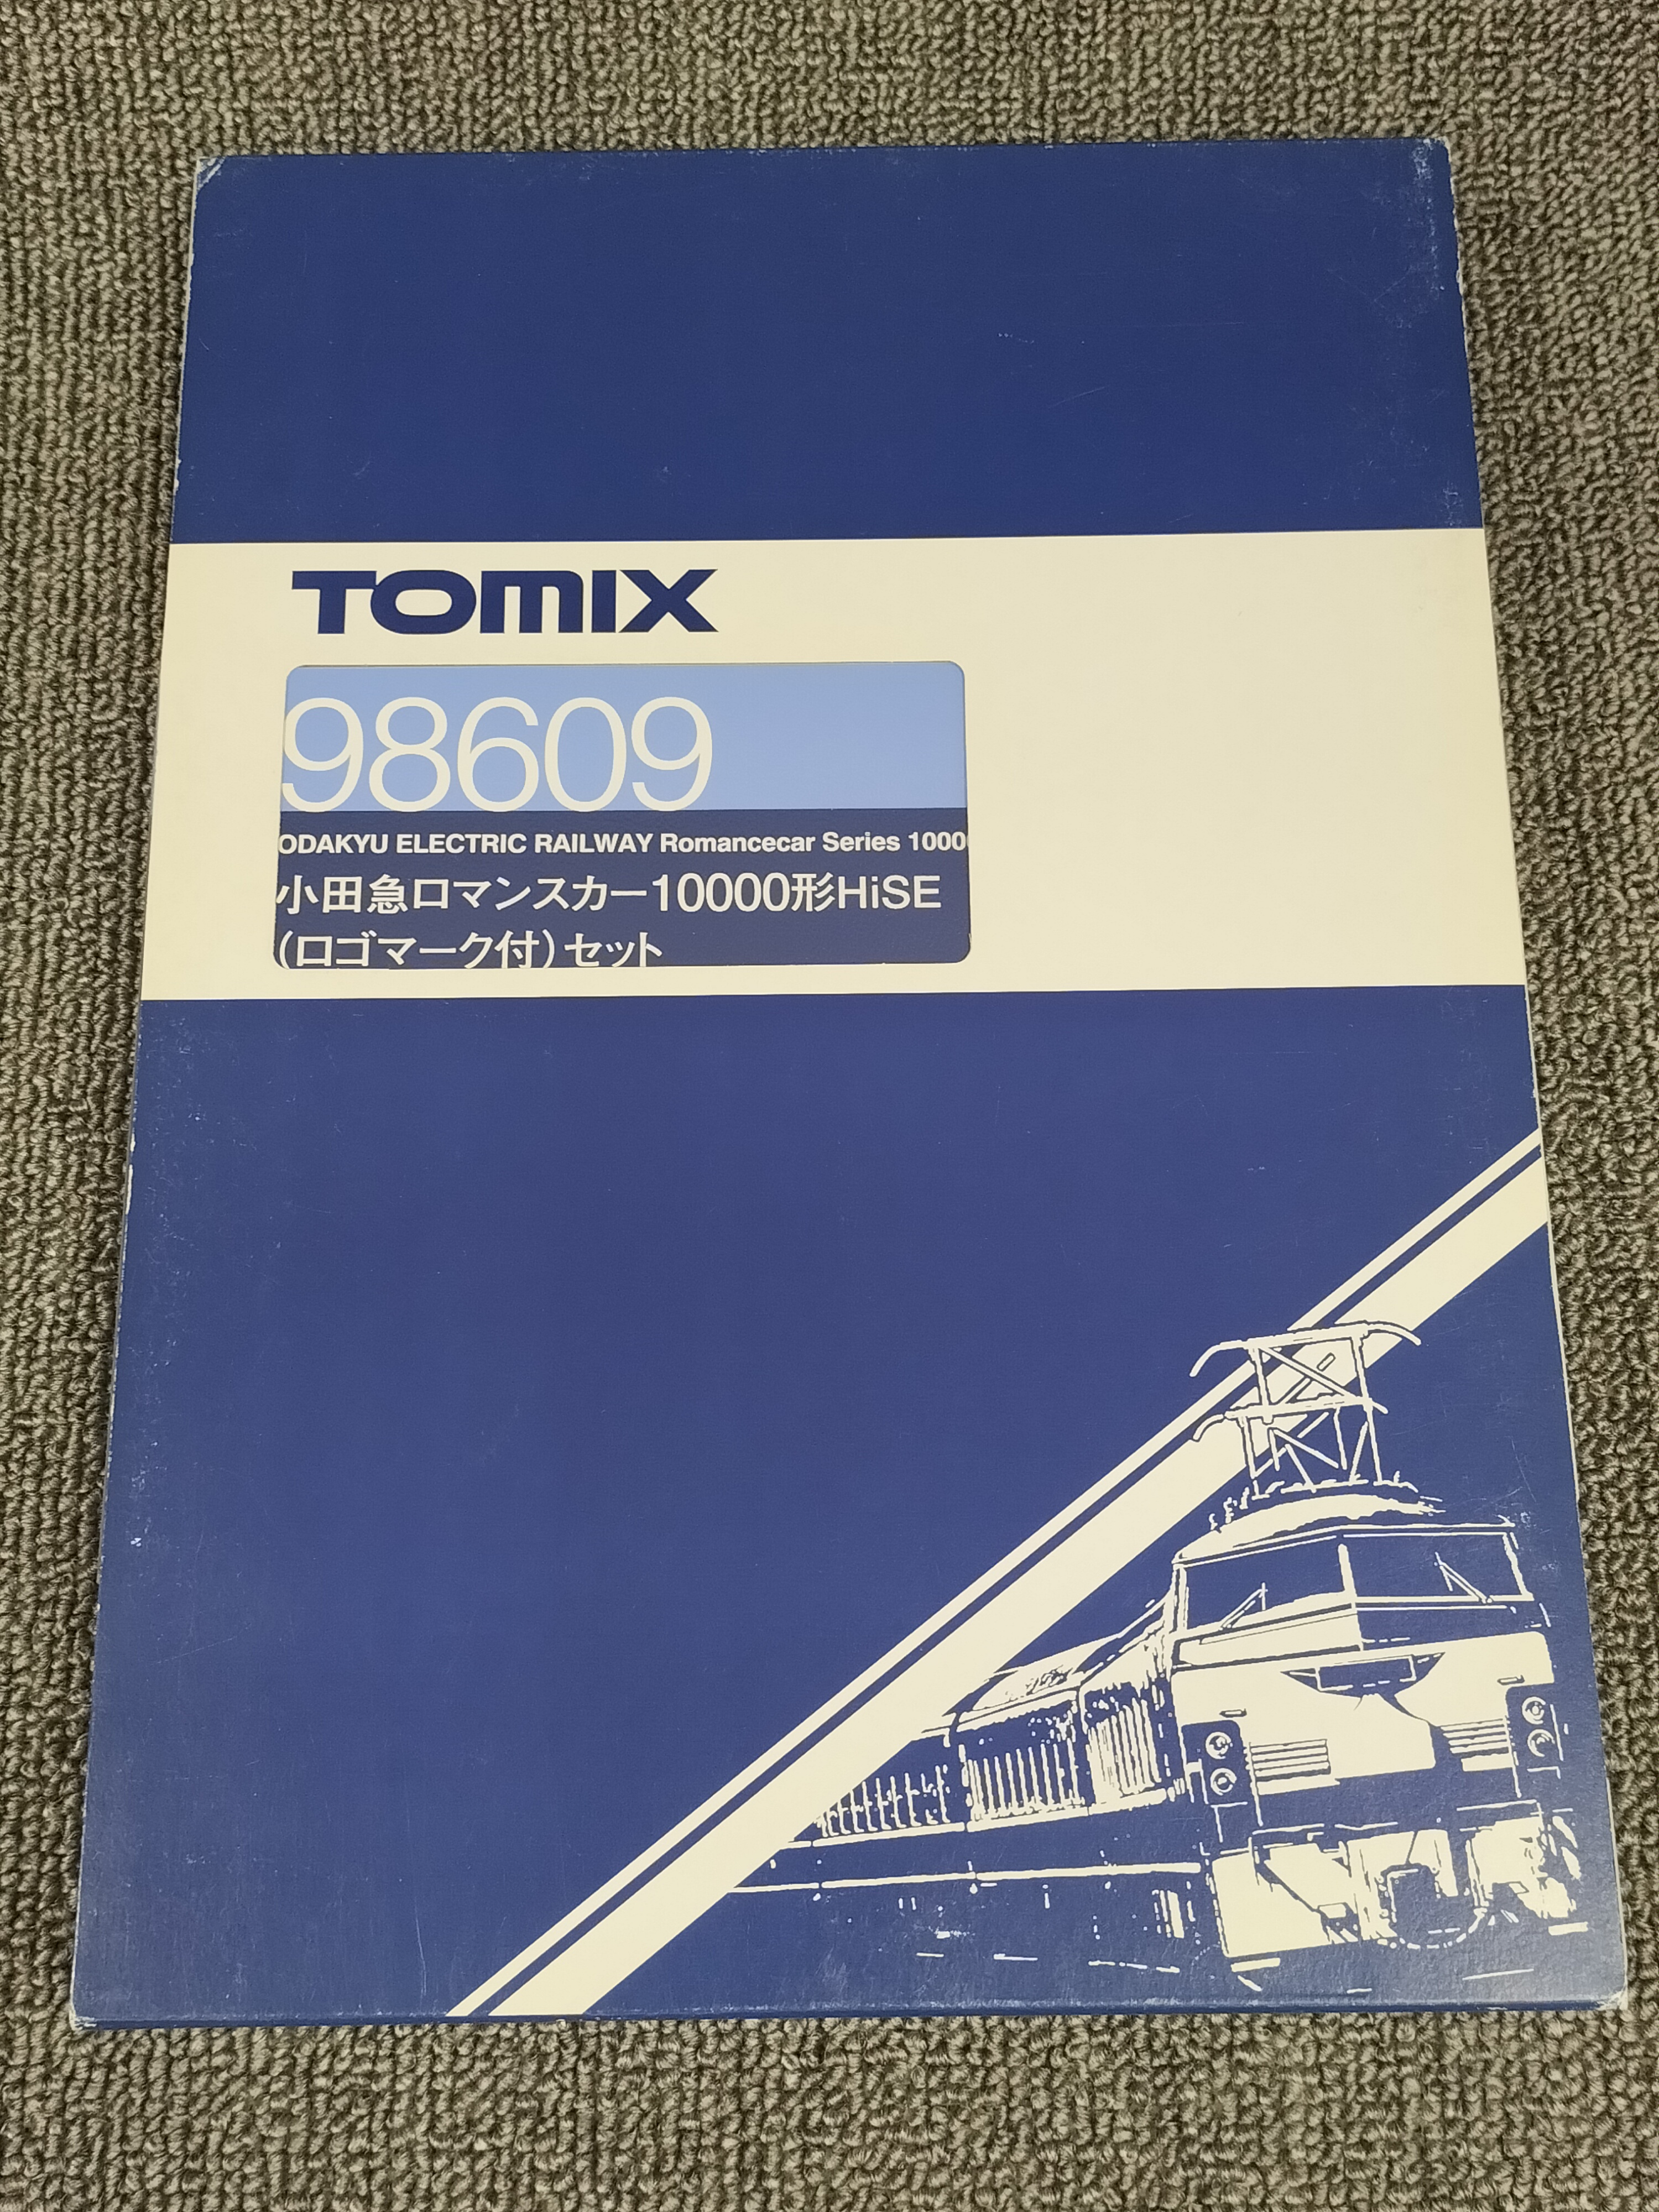 TOMIX
98609
ODAKYU ELECTRIC RAILWAY Romancecar Series 1000
小田急ロマンスカー10000形HiSE
(ロゴマーク付)セット